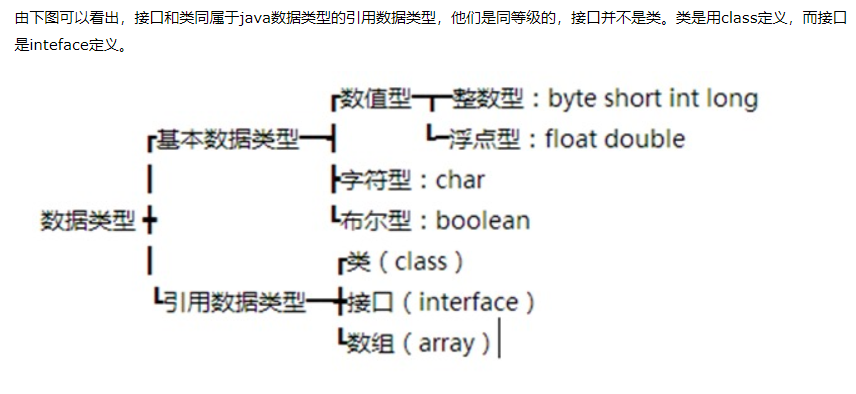 由下图可以看出，接口和类同属于java数据类型的引用数据类型，他们是同等级的，接口并不是类。类是用class定义，而接口
是inteface定义。
┏数值型━┳━整数型：byte short int long
┏基本数据类型━┫ ┗━浮点型：float double
┃ ┣字符型：char
数据类型╋ ┗布尔型：boolean
┃ ┏类（class）
┗引用数据类型━╋接口（interface）
┗数组（array）